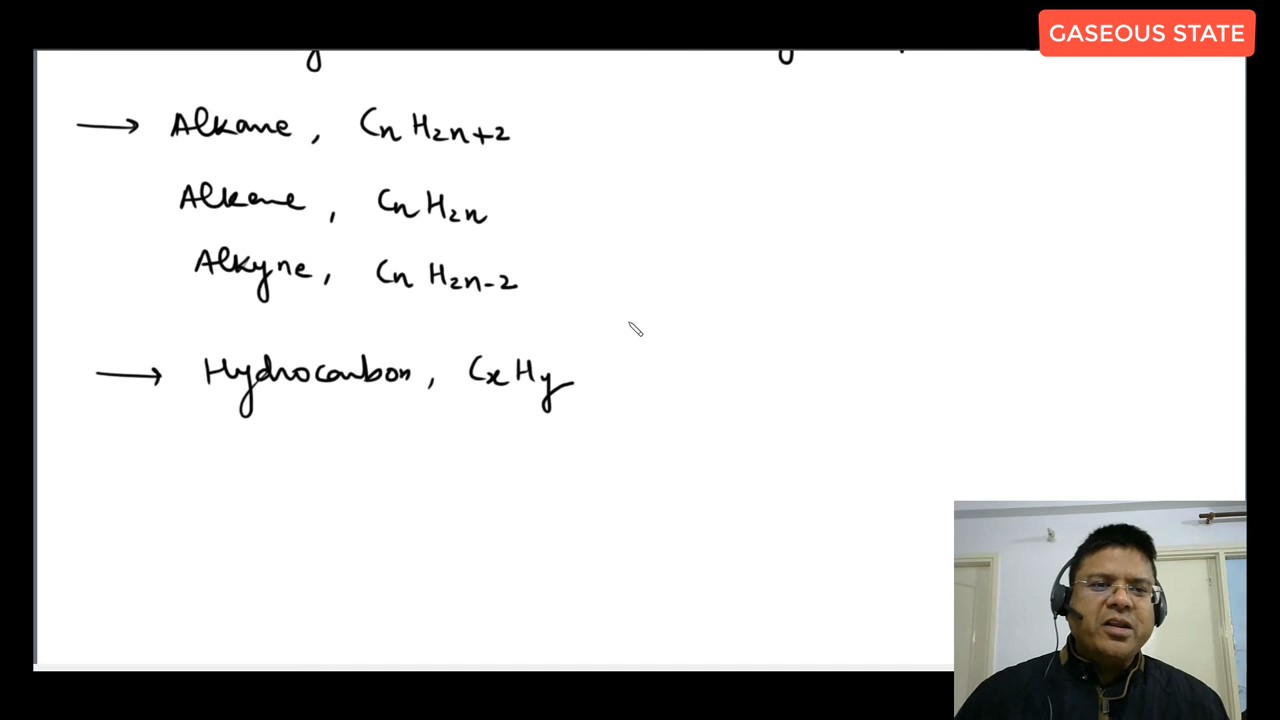 GASEOUS STATE
→ Alkane, CnH2n+2
Alkane, CnH2n
Alkyne, CnH2n-2
→ Hydrocarbon, CxHy